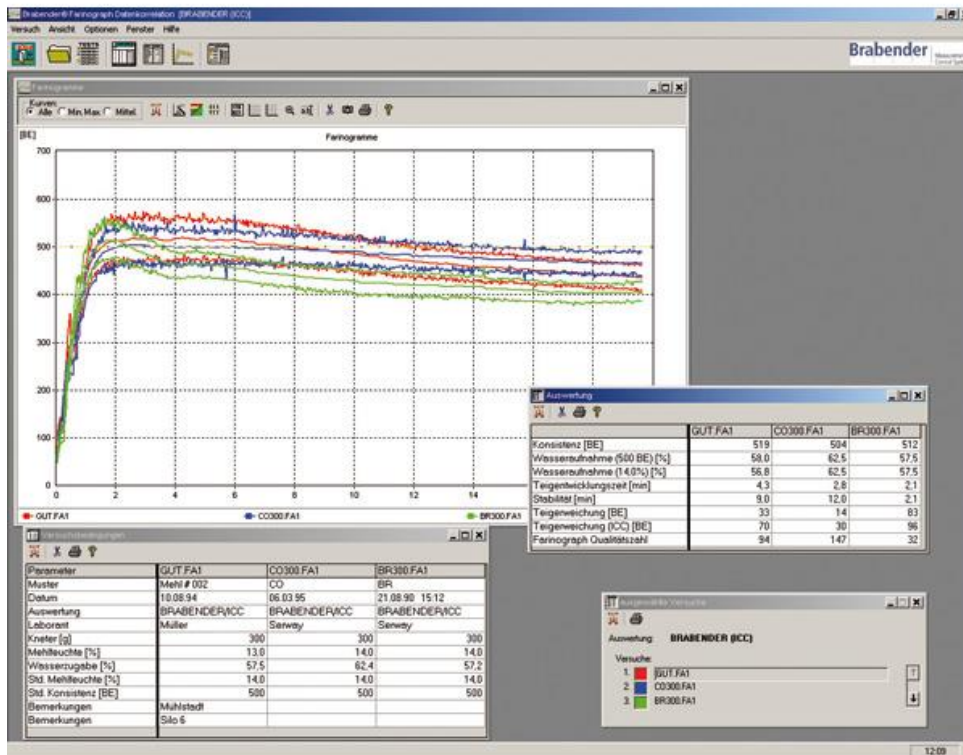 Brabender® Farinograph Datenkorrelation [BRABENDER (ICC)]
Versuch Ansicht Optionen Fenster Hilfe
Brabender
Farinogramme
Kurven:
Alle Min, Max Mittel
[BE]
Farinogramme
700
600
500
400
300
200
100
0
0 2 4 6 8 10 12 14
GUT.FA1 CO300.FA1 BR300.FA1
Auswertung
GUT.FA1 CO300.FA1 BR300.FA1
Konsistenz [BE] 519 504 512
Wasseraufnahme (500 BE) [%] 58,0 62,5 57,5
Wasseraufnahme (14,0%) [%] 56,8 62,5 57,5
Teigentwicklungszeit [min] 4,3 2,8 2,1
Stabilität [min] 9,0 12,0 2,1
Teigerweichung [BE] 33 14 83
Teigerweichung (ICC) [BE] 70 30 96
Farinograph Qualitätszahl 94 147 32
Versuchsbedingungen
Parameter GUT.FA1 CO300.FA1 BR300.FA1
Muster Mehl # 002 CO BR
Datum 10.08.94 06.03.95 21.08.90 15:12
Auswertung BRABENDER/ICC BRABENDER/ICC BRABENDER/ICC
Laborant Müller Serway Serway
Kneter [g] 300 300 300
Mehlfeuchte [%] 13,0 14,0 14,0
Wasserzugabe [%] 57,5 62,4 57,2
Std. Mehlfeuchte [%] 14,0 14,0 14,0
Std. Konsistenz [BE] 500 500 500
Bemerkungen Mühlstadt
Bemerkungen Silo 6
ausgewählte Versuche
Auswertung: BRABENDER (ICC)
Versuche:
1. GUT.FA1
2. CO300.FA1
3. BR300.FA1
12:09